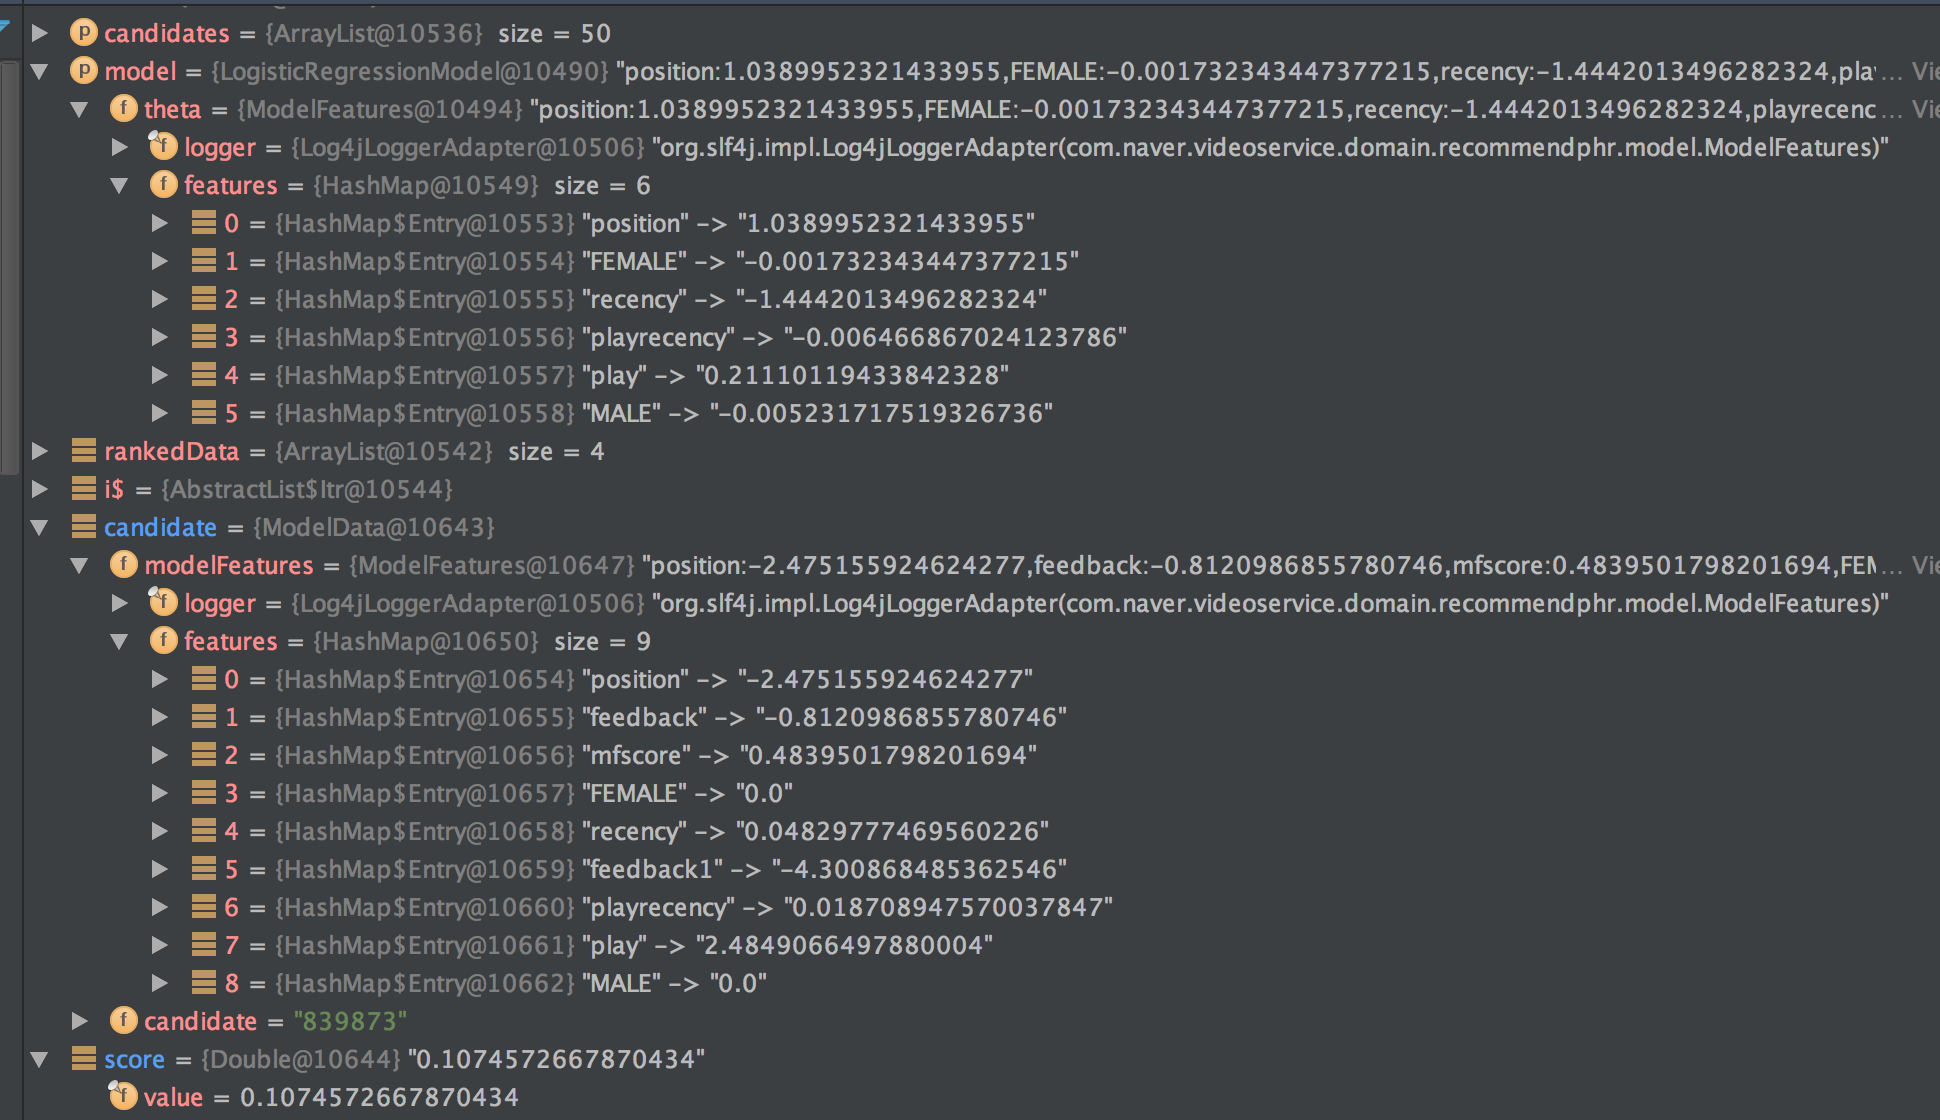 candidates = {ArrayList@10536} size = 50
model = {LogisticRegressionModel@10490} "position:1.0389952321433955,FEMALE:-0.001732343447377215,recency:-1.4442013496282324,pla... Vie
theta = {ModelFeatures@10494} "position:1.0389952321433955,FEMALE:-0.001732343447377215,recency:-1.4442013496282324,playrecenc... Vie
logger = {Log4jLoggerAdapter@10506} "org.slf4j.impl.Log4jLoggerAdapter(com.naver.videoservice.domain.recommendphr.model.ModelFeatures)"
features = {HashMap@10549} size = 6
0 = {HashMap$Entry@10553} "position" -> "1.0389952321433955"
1 = {HashMap$Entry@10554} "FEMALE" -> "-0.001732343447377215"
2 = {HashMap$Entry@10555} "recency" -> "-1.4442013496282324"
3 = {HashMap$Entry@10556} "playrecency" -> "-0.006466867024123786"
4 = {HashMap$Entry@10557} "play" -> "0.21110119433842328"
5 = {HashMap$Entry@10558} "MALE" -> "-0.005231717519326736"
rankedData = {ArrayList@10542} size = 4
i$ = {AbstractList$Itr@10544}
candidate = {ModelData@10643}
modelFeatures = {ModelFeatures@10647} "position:-2.475155924624277,feedback:-0.8120986855780746,mfscore:0.4839501798201694,FEM... Vie
logger = {Log4jLoggerAdapter@10506} "org.slf4j.impl.Log4jLoggerAdapter(com.naver.videoservice.domain.recommendphr.model.ModelFeatures)"
features = {HashMap@10650} size = 9
0 = {HashMap$Entry@10654} "position" -> "-2.475155924624277"
1 = {HashMap$Entry@10655} "feedback" -> "-0.8120986855780746"
2 = {HashMap$Entry@10656} "mfscore" -> "0.4839501798201694"
3 = {HashMap$Entry@10657} "FEMALE" -> "0.0"
4 = {HashMap$Entry@10658} "recency" -> "0.04829777469560226"
5 = {HashMap$Entry@10659} "feedback1" -> "-4.300868485362546"
6 = {HashMap$Entry@10660} "playrecency" -> "0.018708947570037847"
7 = {HashMap$Entry@10661} "play" -> "2.4849066497880004"
8 = {HashMap$Entry@10662} "MALE" -> "0.0"
candidate = "839873"
score = {Double@10644} "0.1074572667870434"
value = 0.1074572667870434